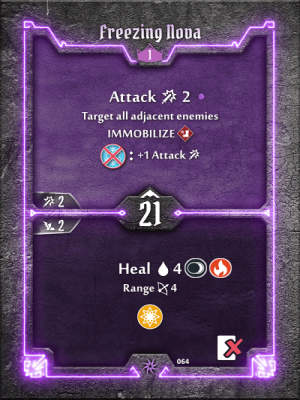 Freezing Nova
1
Attack 2
Target all adjacent enemies
IMMOBILIZE
: +1 Attack
2
21
2
Heal 4
Range 4
064